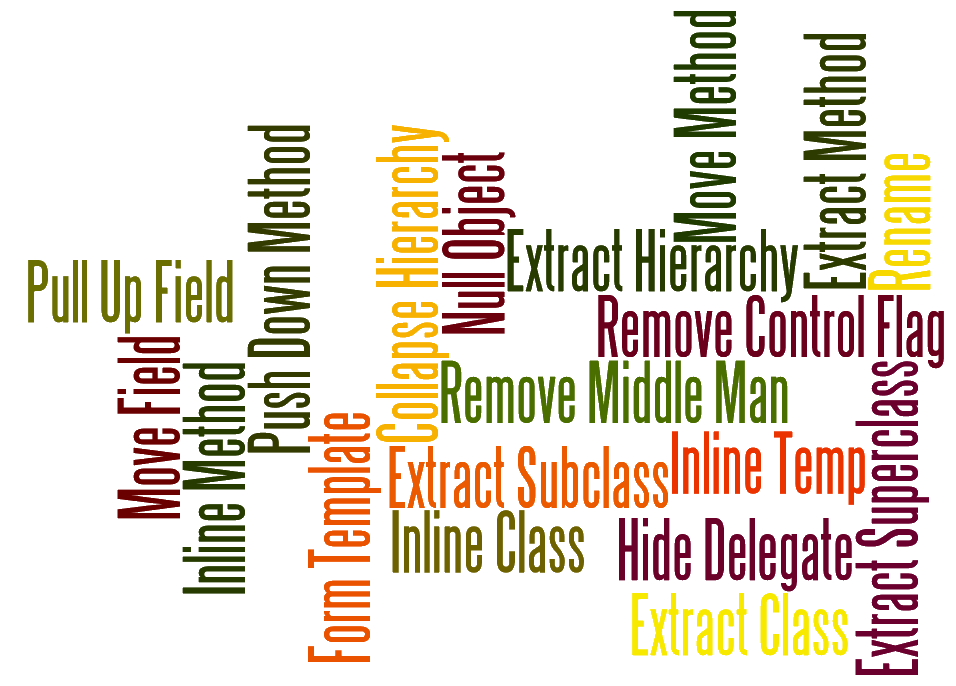 Pull Up Field
Move Field
Inline Method
Push Down Method
Form Template
Collapse Hierarchy
Null Object
Extract Hierarchy
Move Method
Extract Method
Rename
Remove Control Flag
Remove Middle Man
Extract Subclass
Inline Temp
Inline Class
Hide Delegate
Extract Class
Extract Superclass